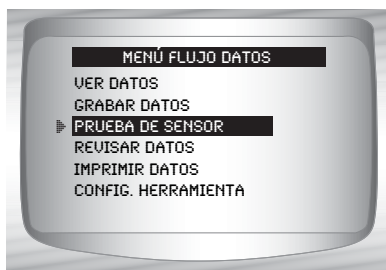 MENÚ FLUJO DATOS
VER DATOS
GRABAR DATOS
PRUEBA DE SENSOR
REVISAR DATOS
IMPRIMIR DATOS
CONFIG. HERRAMIENTA